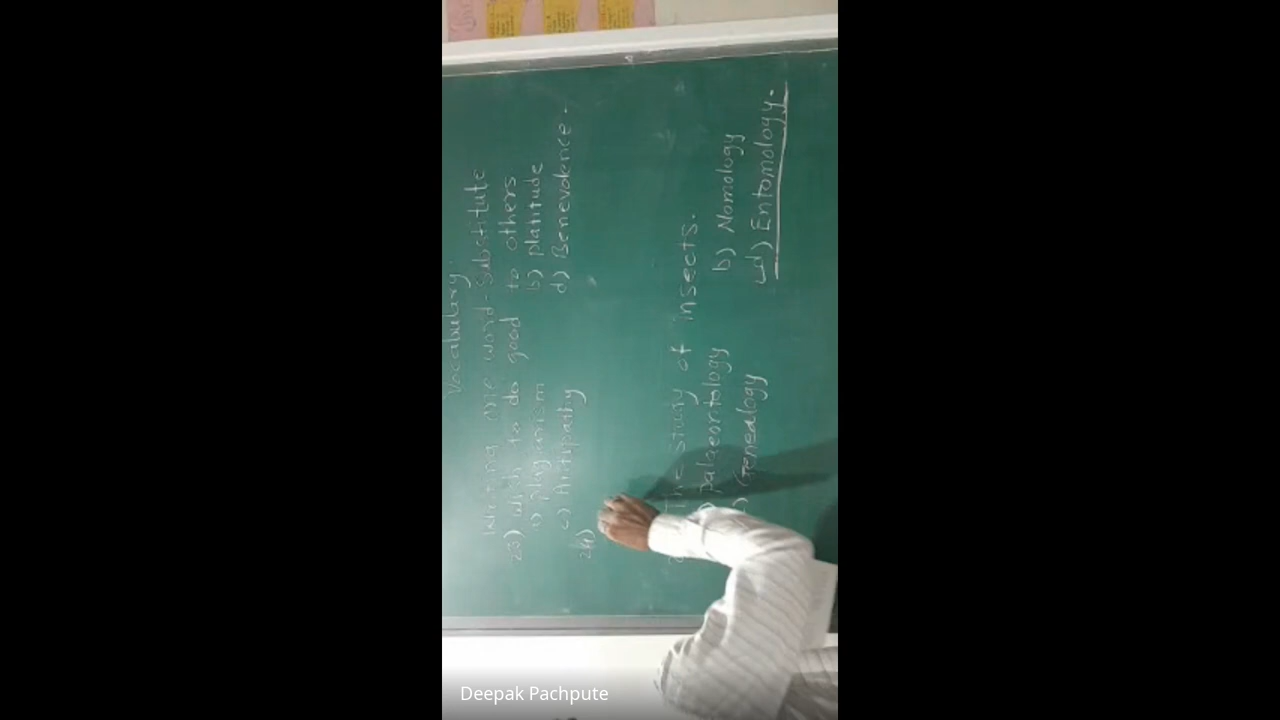 Vocabulary
Writing one word-Substitute
23) wish to do good to others
a) plagiarism b) platitude
c) Antipathy d) Benevolence.
24)
The study of insects.
palaeontology b) Nomology
Genealogy d) Entomology.
Deepak Pachpute